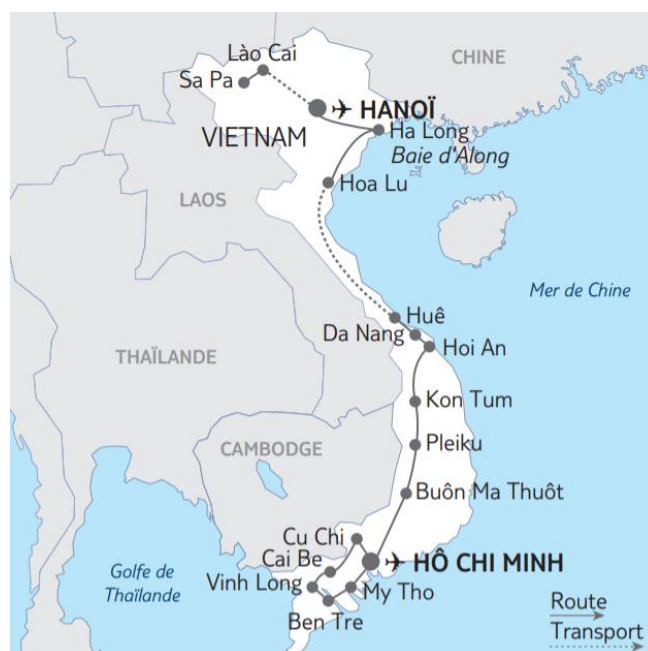 Lào Cai
CHINE
Sa Pa
HANOÏ
VIETNAM
Ha Long
Baie d'Along
Hoa Lu
LAOS
Mer de Chine
Huê
Da Nang
Hoi An
THAÏLANDE
Kon Tum
Pleiku
CAMBODGE
Buôn Ma Thuôt
Cu Chi
Cai Be
HÔ CHI MINH
Golfe de
Thaïlande
Vinh Long
My Tho
Ben Tre
Route
Transport